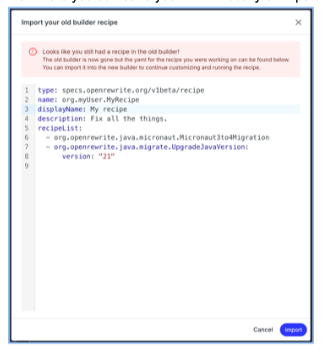 Import your old builder recipe
Looks like you still had a recipe in the old builder!
The old builder is now gone but the yaml for the recipe you were working on can be found below.
You can import it into the new builder to continue customizing and running the recipe.
1 type: specs.openrewrite.org/v1beta/recipe
2 name: org.myUser.MyRecipe
3 displayName: My recipe
4 description: Fix all the things.
5 recipeList:
6   - org.openrewrite.java.micronaut.Micronaut3to4Migration
7   - org.openrewrite.java.migrate.UpgradeJavaVersion:
8       version: "21"
9
Cancel Import